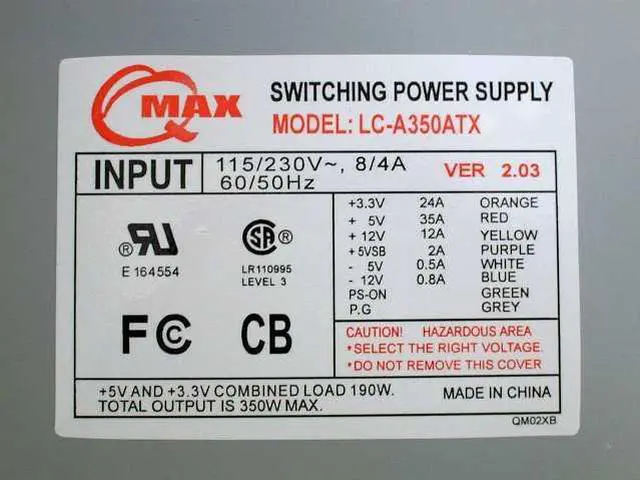 Q MAX
SWITCHING POWER SUPPLY
MODEL: LC-A350ATX
INPUT
115/230V~, 8/4A
60/50Hz
VER 2.03
+3.3V 24A ORANGE
+ 5V 35A RED
+ 12V 12A YELLOW
+5VSB 2A PURPLE
- 5V 0.5A WHITE
- 12V 0.8A BLUE
PS-ON GREEN
P.G GREY
® RU
E 164554
SA ®
LR110995
LEVEL 3
FC CB
CAUTION! HAZARDOUS AREA
*SELECT THE RIGHT VOLTAGE.
*DO NOT REMOVE THIS COVER
+5V AND +3.3V COMBINED LOAD 190W.
TOTAL OUTPUT IS 350W MAX.
MADE IN CHINA
QM02XB